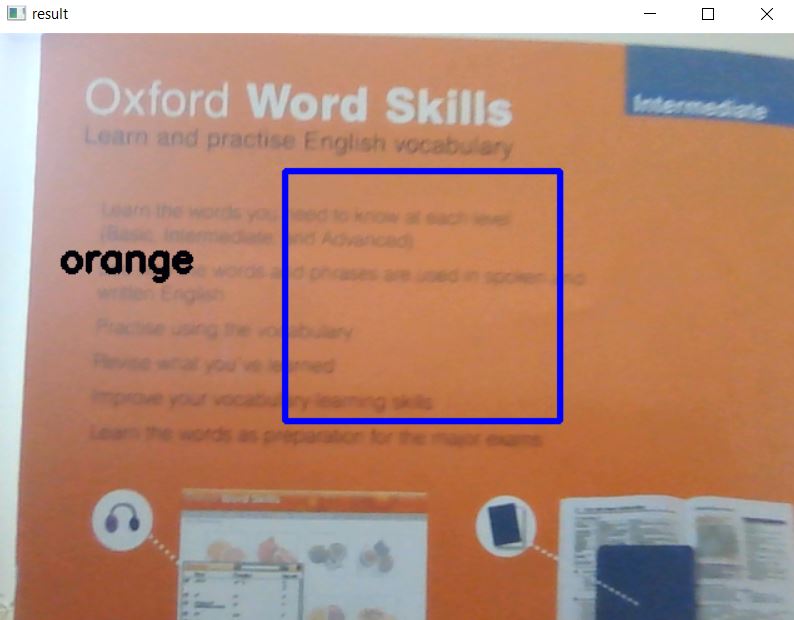 result
Oxford Word Skills
Intermediate
Learn and practise English vocabulary
Learn the words you need to know at each level
(Basic, Intermediate, and Advanced)
orange
words and phrases are used in spoken and
written English
Practise using the vocabulary
Revise what you've learned
Improve your vocabulary learning skills
Learn the words as preparation for the major exams
Word Skills